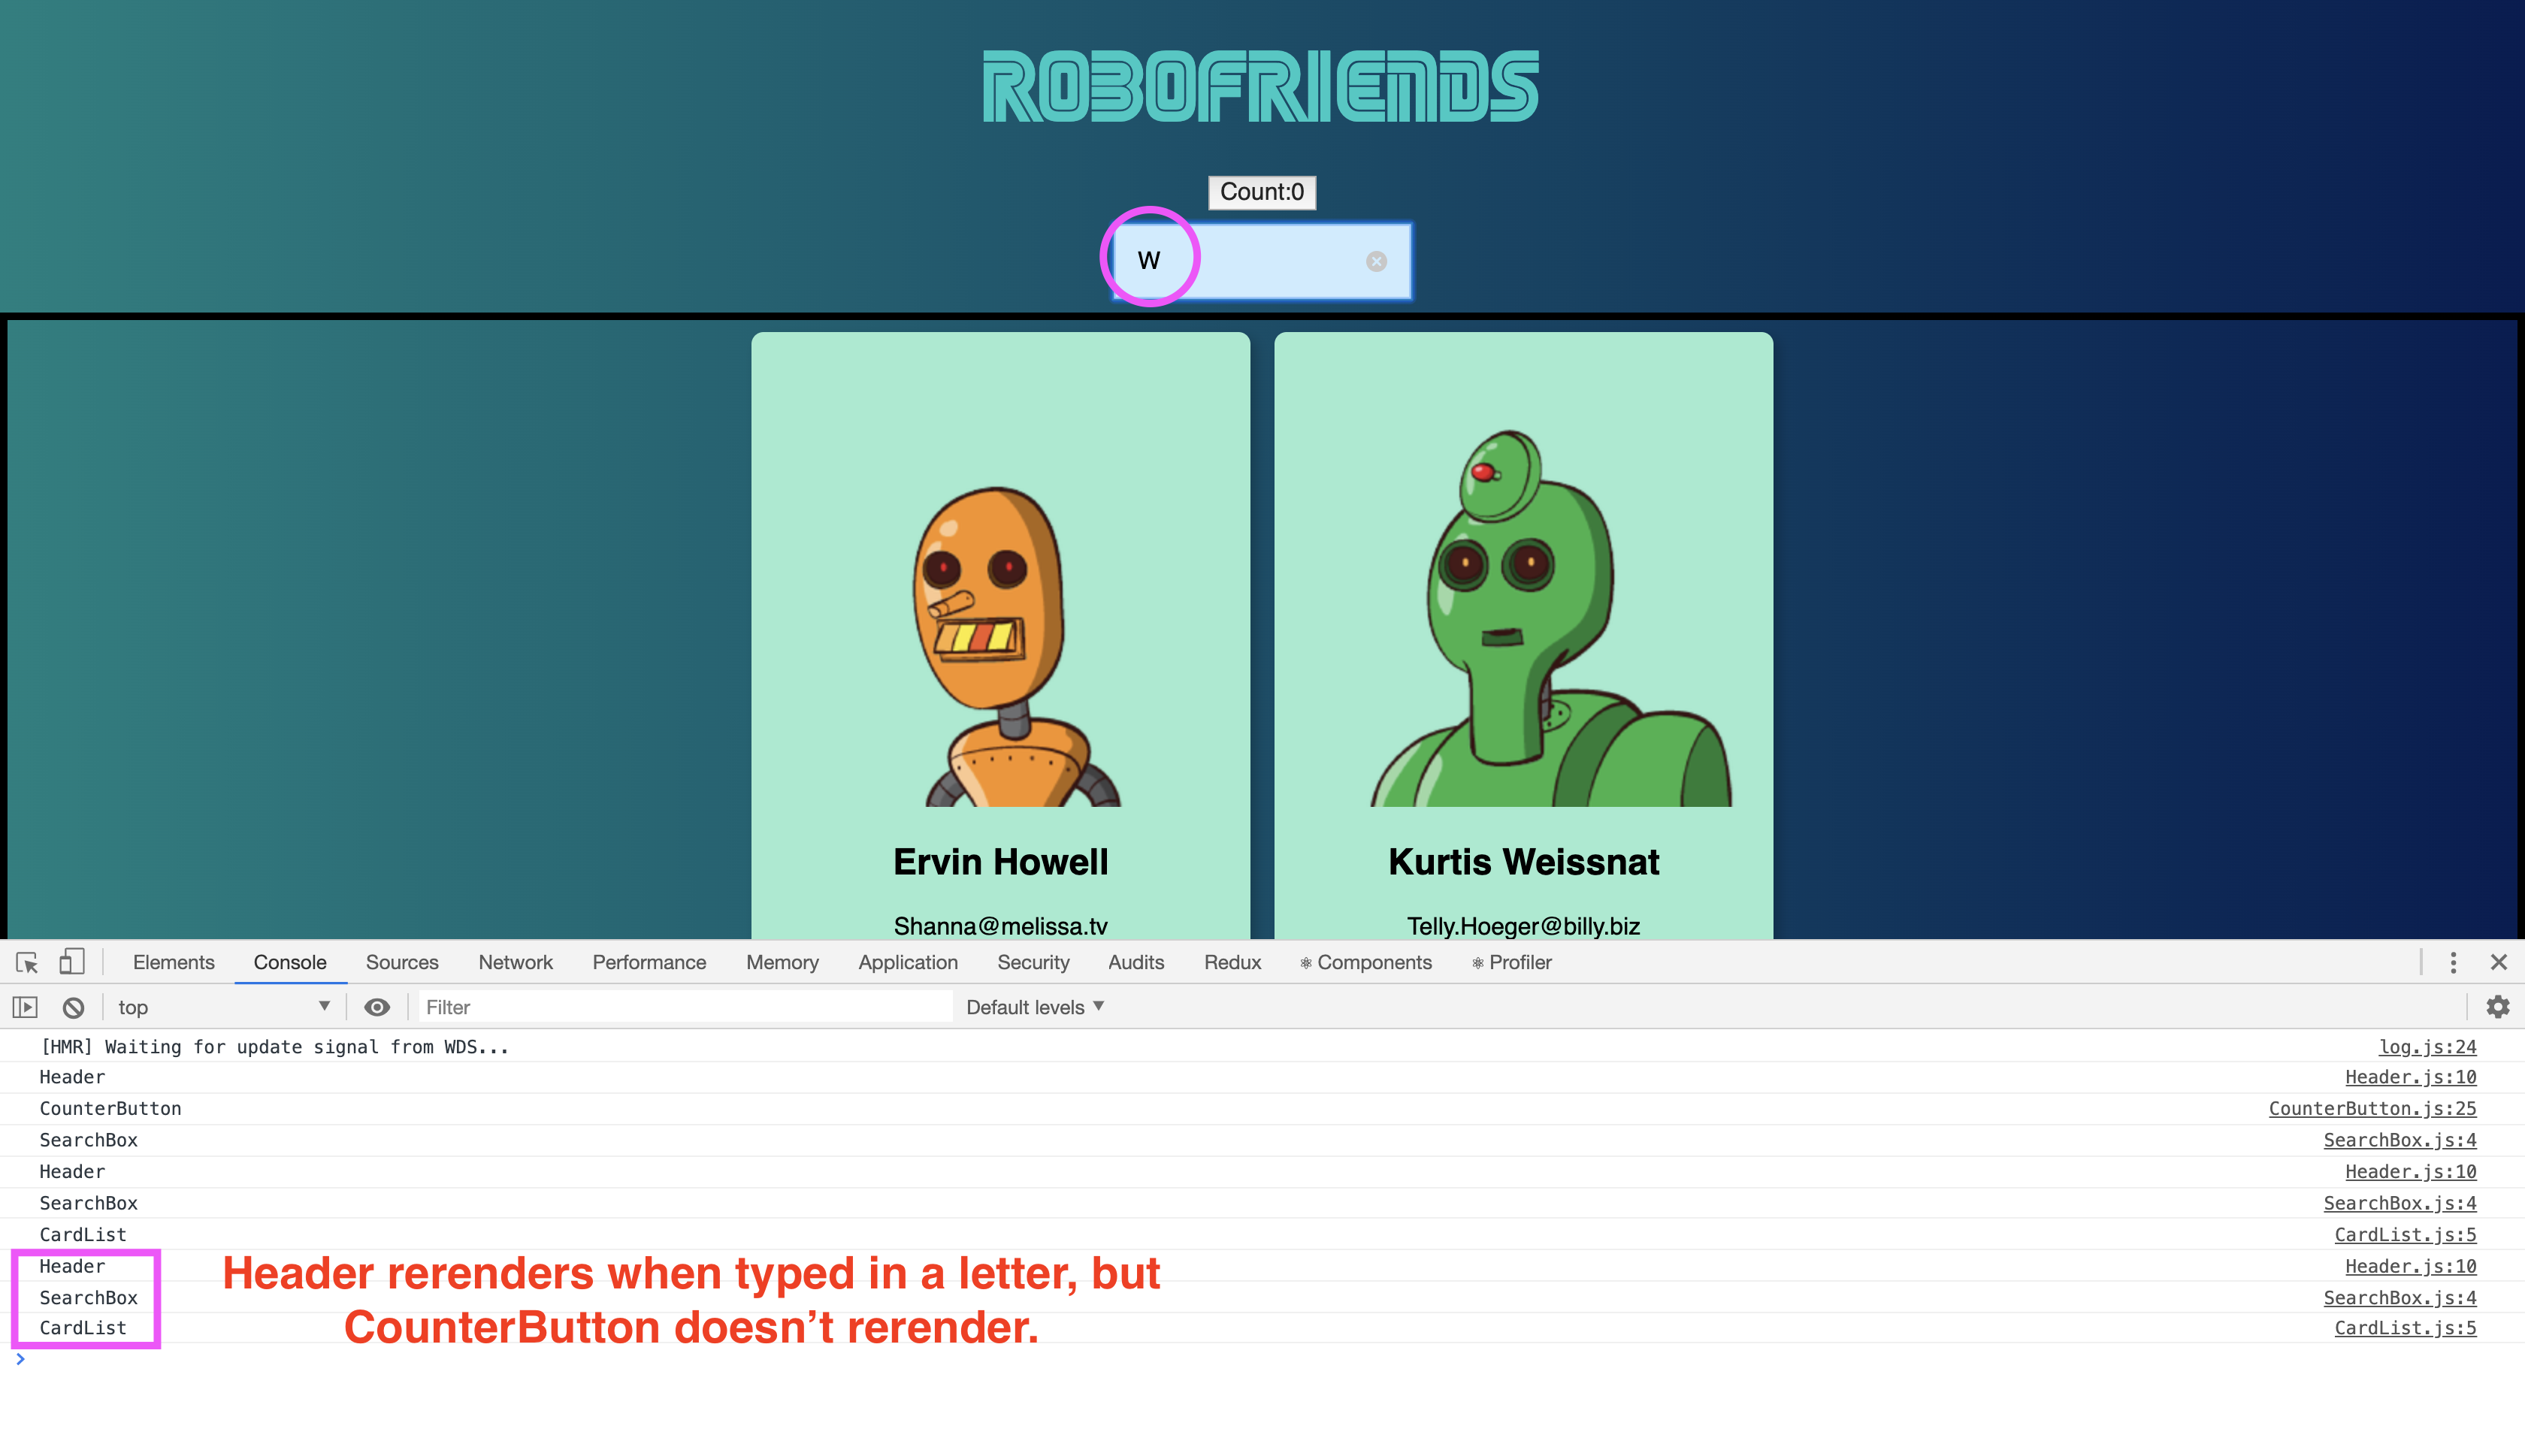 ROBOFRIENDS
Count:0
W
Ervin Howell
Kurtis Weissnat
Shanna@melissa.tv
Telly.Hoeger@billy.biz
Elements Console Sources Network Performance Memory Application Security Audits Redux ⚛ Components ⚛ Profiler
top ▼ Filter Default levels ▼
[HMR] Waiting for update signal from WDS... log.js:24
Header Header.js:10
CounterButton CounterButton.js:25
SearchBox SearchBox.js:4
Header Header.js:10
SearchBox SearchBox.js:4
CardList CardList.js:5
Header Header.js:10
SearchBox SearchBox.js:4
CardList CardList.js:5
Header rerenders when typed in a letter, but
CounterButton doesn’t rerender.